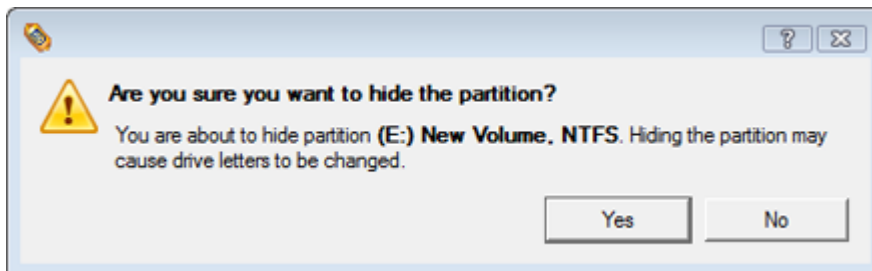 Are you sure you want to hide the partition?
You are about to hide partition (E:) New Volume, NTFS. Hiding the partition may
cause drive letters to be changed.
Yes No